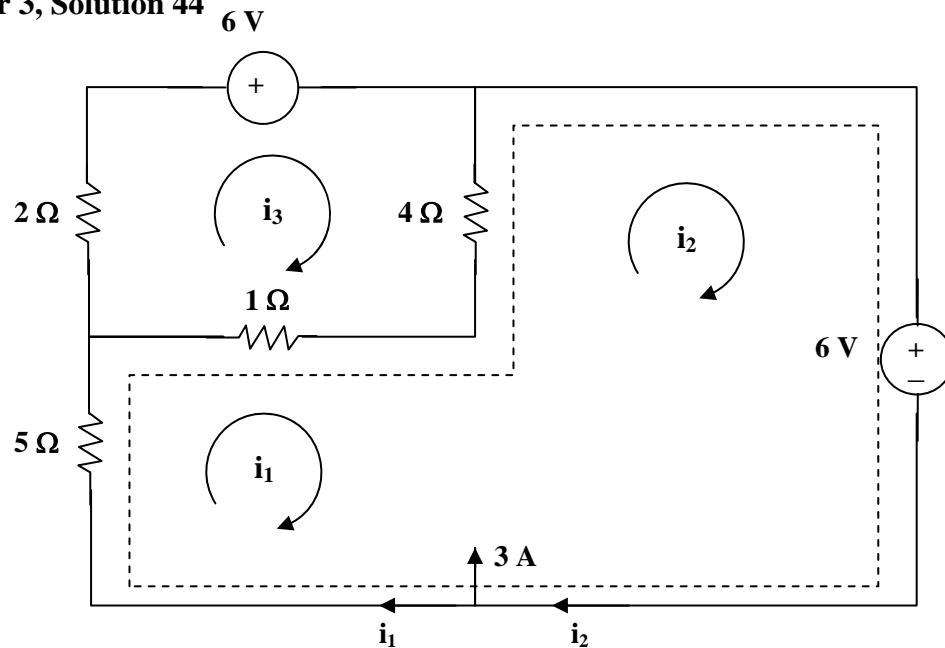 r 3, Solution 44
6 V
+
2 Ω
i3
4 Ω
i2
1 Ω
6 V
+
–
5 Ω
i1
3 A
i1
i2